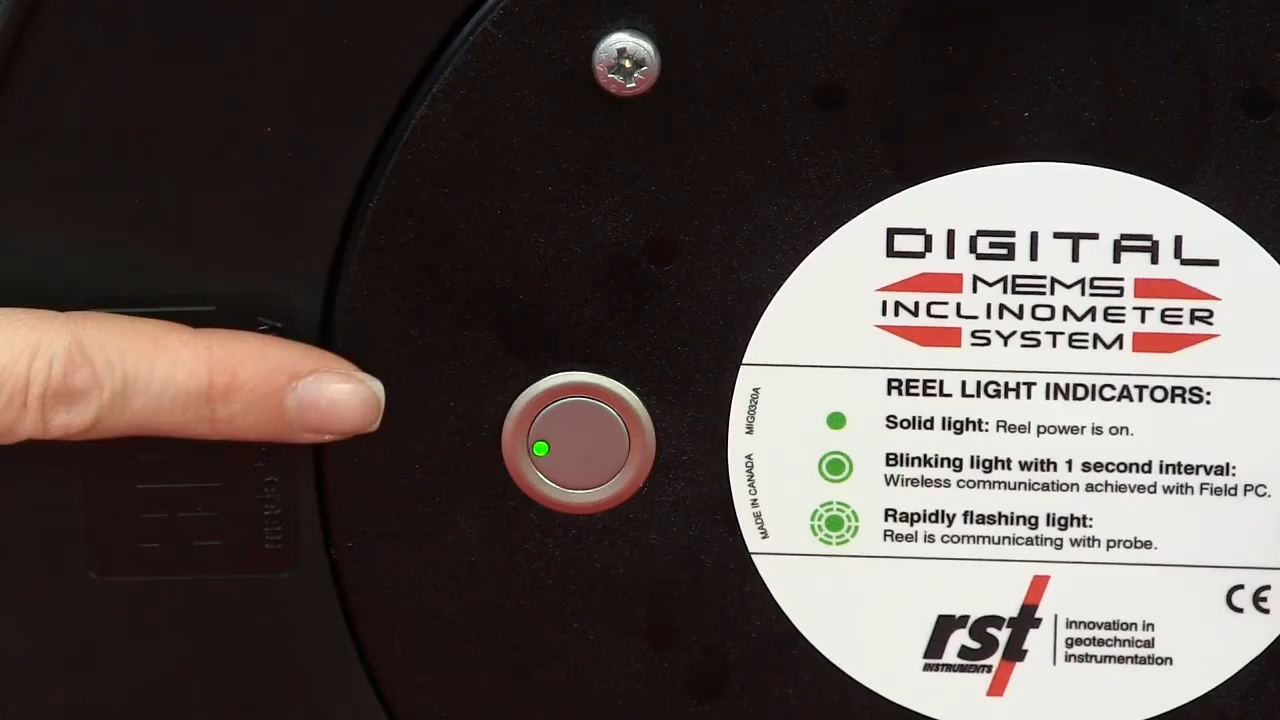 DIGITAL
MEMS
INCLINOMETER
SYSTEM
REEL LIGHT INDICATORS:
Solid light: Reel power is on.
Blinking light with 1 second interval:
Wireless communication achieved with Field PC.
Rapidly flashing light:
Reel is communicating with probe.
MADE IN CANADA MIG0320A
rst
INSTRUMENTS
innovation in
geotechnical
instrumentation
CE